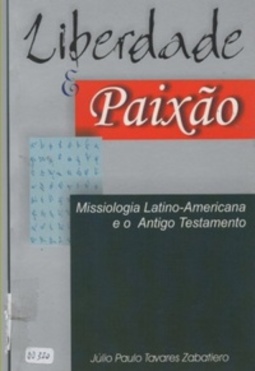 Liberdade
& Paixão
Missiologia Latino-Americana
e o Antigo Testamento
Júlio Paulo Tavares Zabatiero